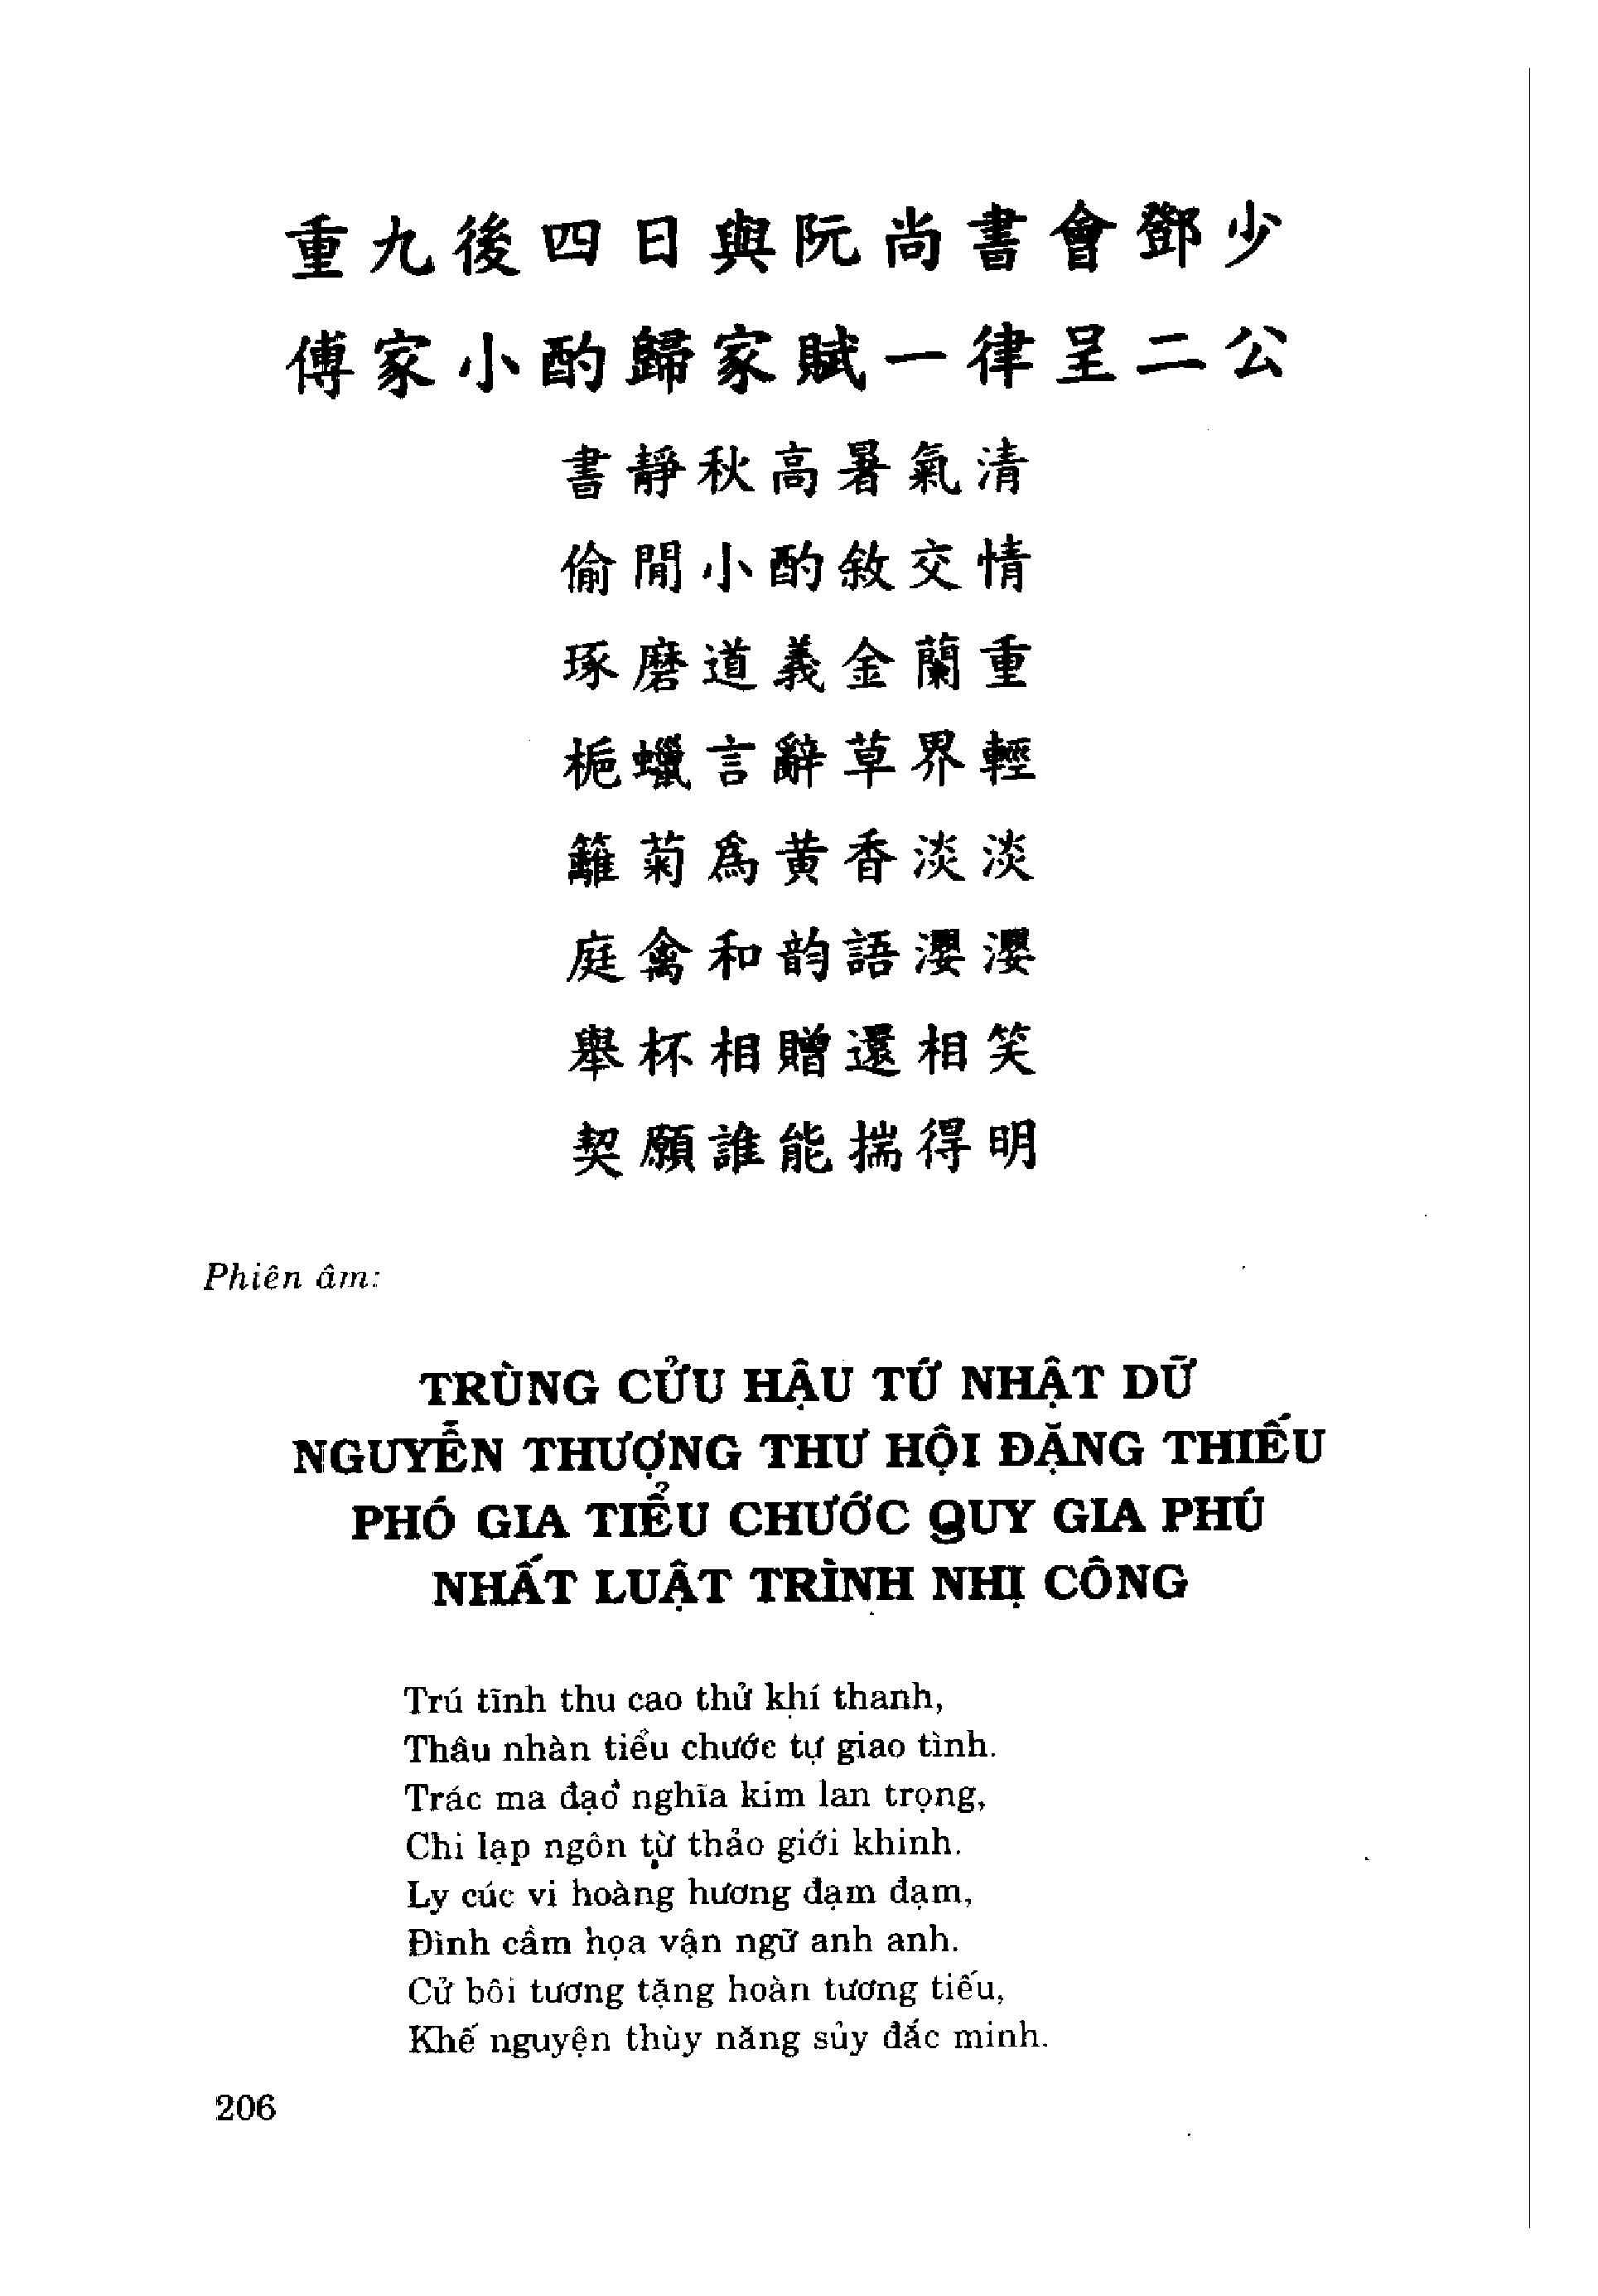 重九後四日與阮尚書會鄧少
傅家小酌歸家賦一律呈二公
書靜秋高暑氣清
偷閒小酌敘交情
琢磨道義金蘭重
梔蠟言辭草界輕
籬菊爲黄香淡淡
庭禽和韵語瀴瀴
舉杯相贈還相笑
契願誰能揣得明
Phiên âm:
TRÙNG CỬU HẬU TỨ NHẬT DỮ
NGUYỄN THƯỢNG THƯ HỘI ĐẶNG THIẾU
PHÓ GIA TIỂU CHƯỚC QUY GIA PHÚ
NHẤT LUẬT TRÌNH NHỊ CÔNG
Trú tĩnh thu cao thử khí thanh,
Thâu nhàn tiểu chước tự giao tình.
Trác ma đạo nghĩa kim lan trọng,
Chi lạp ngôn từ thảo giới khinh.
Ly cúc vi hoàng hương đạm đạm,
Đình cầm họa vận ngữ anh anh.
Cử bôi tương tặng hoàn tương tiếu,
Khế nguyện thùy năng sủy đắc minh.
206